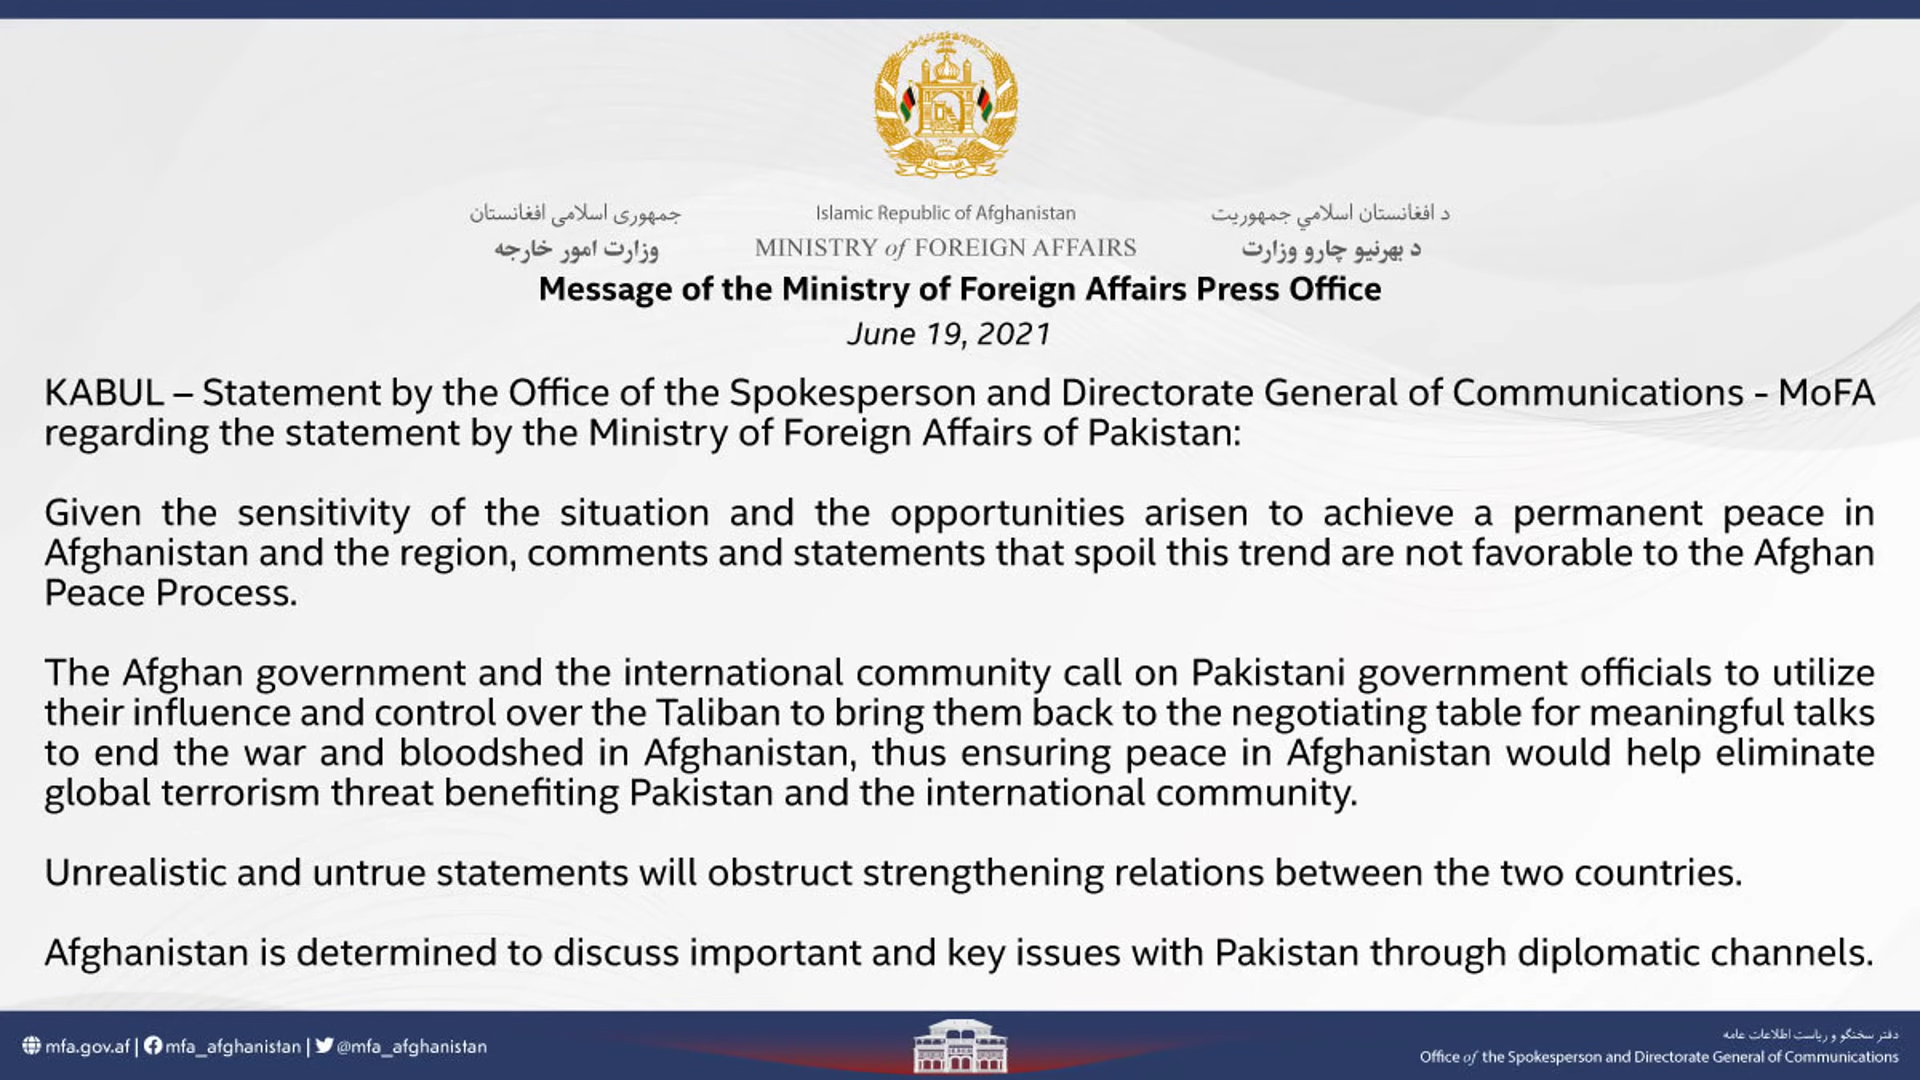 جمهوری اسلامی افغانستان
وزارت امور خارجه
Islamic Republic of Afghanistan
MINISTRY of FOREIGN AFFAIRS
د افغانستان اسلامي جمهوریت
د بهرنیو چارو وزارت
Message of the Ministry of Foreign Affairs Press Office
June 19, 2021
KABUL – Statement by the Office of the Spokesperson and Directorate General of Communications - MoFA
regarding the statement by the Ministry of Foreign Affairs of Pakistan:
Given the sensitivity of the situation and the opportunities arisen to achieve a permanent peace in
Afghanistan and the region, comments and statements that spoil this trend are not favorable to the Afghan
Peace Process.
The Afghan government and the international community call on Pakistani government officials to utilize
their influence and control over the Taliban to bring them back to the negotiating table for meaningful talks
to end the war and bloodshed in Afghanistan, thus ensuring peace in Afghanistan would help eliminate
global terrorism threat benefiting Pakistan and the international community.
Unrealistic and untrue statements will obstruct strengthening relations between the two countries.
Afghanistan is determined to discuss important and key issues with Pakistan through diplomatic channels.
mfa.gov.af | mfa_afghanistan | @mfa_afghanistan
دفتر سخنگو و ریاست اطلاعات عامه
Office of the Spokesperson and Directorate General of Communications